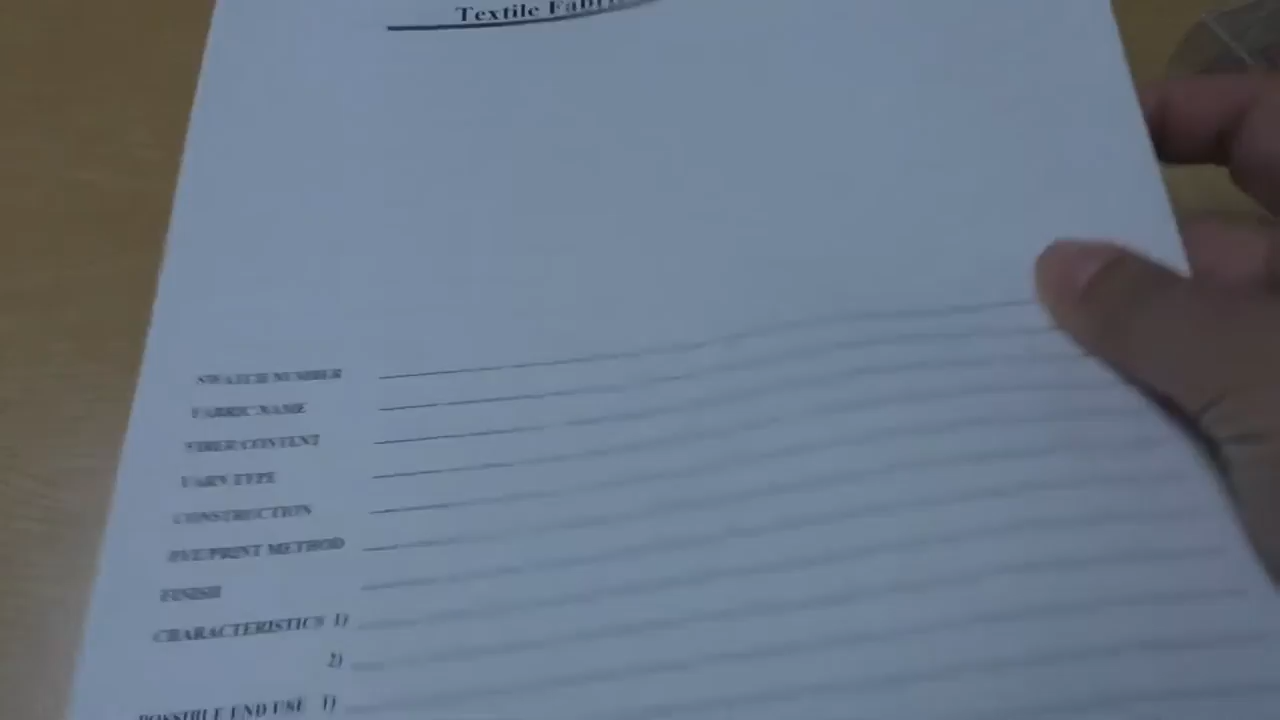 Textile Fabri
SWATCH NUMBER
FABRIC NAME
FIBER CONTENT
YARN TYPE
CONSTRUCTION
DYE/PRINT METHOD
FINISH
CHARACTERISTICS 1)
2)
POSSIBLE END USE 1)